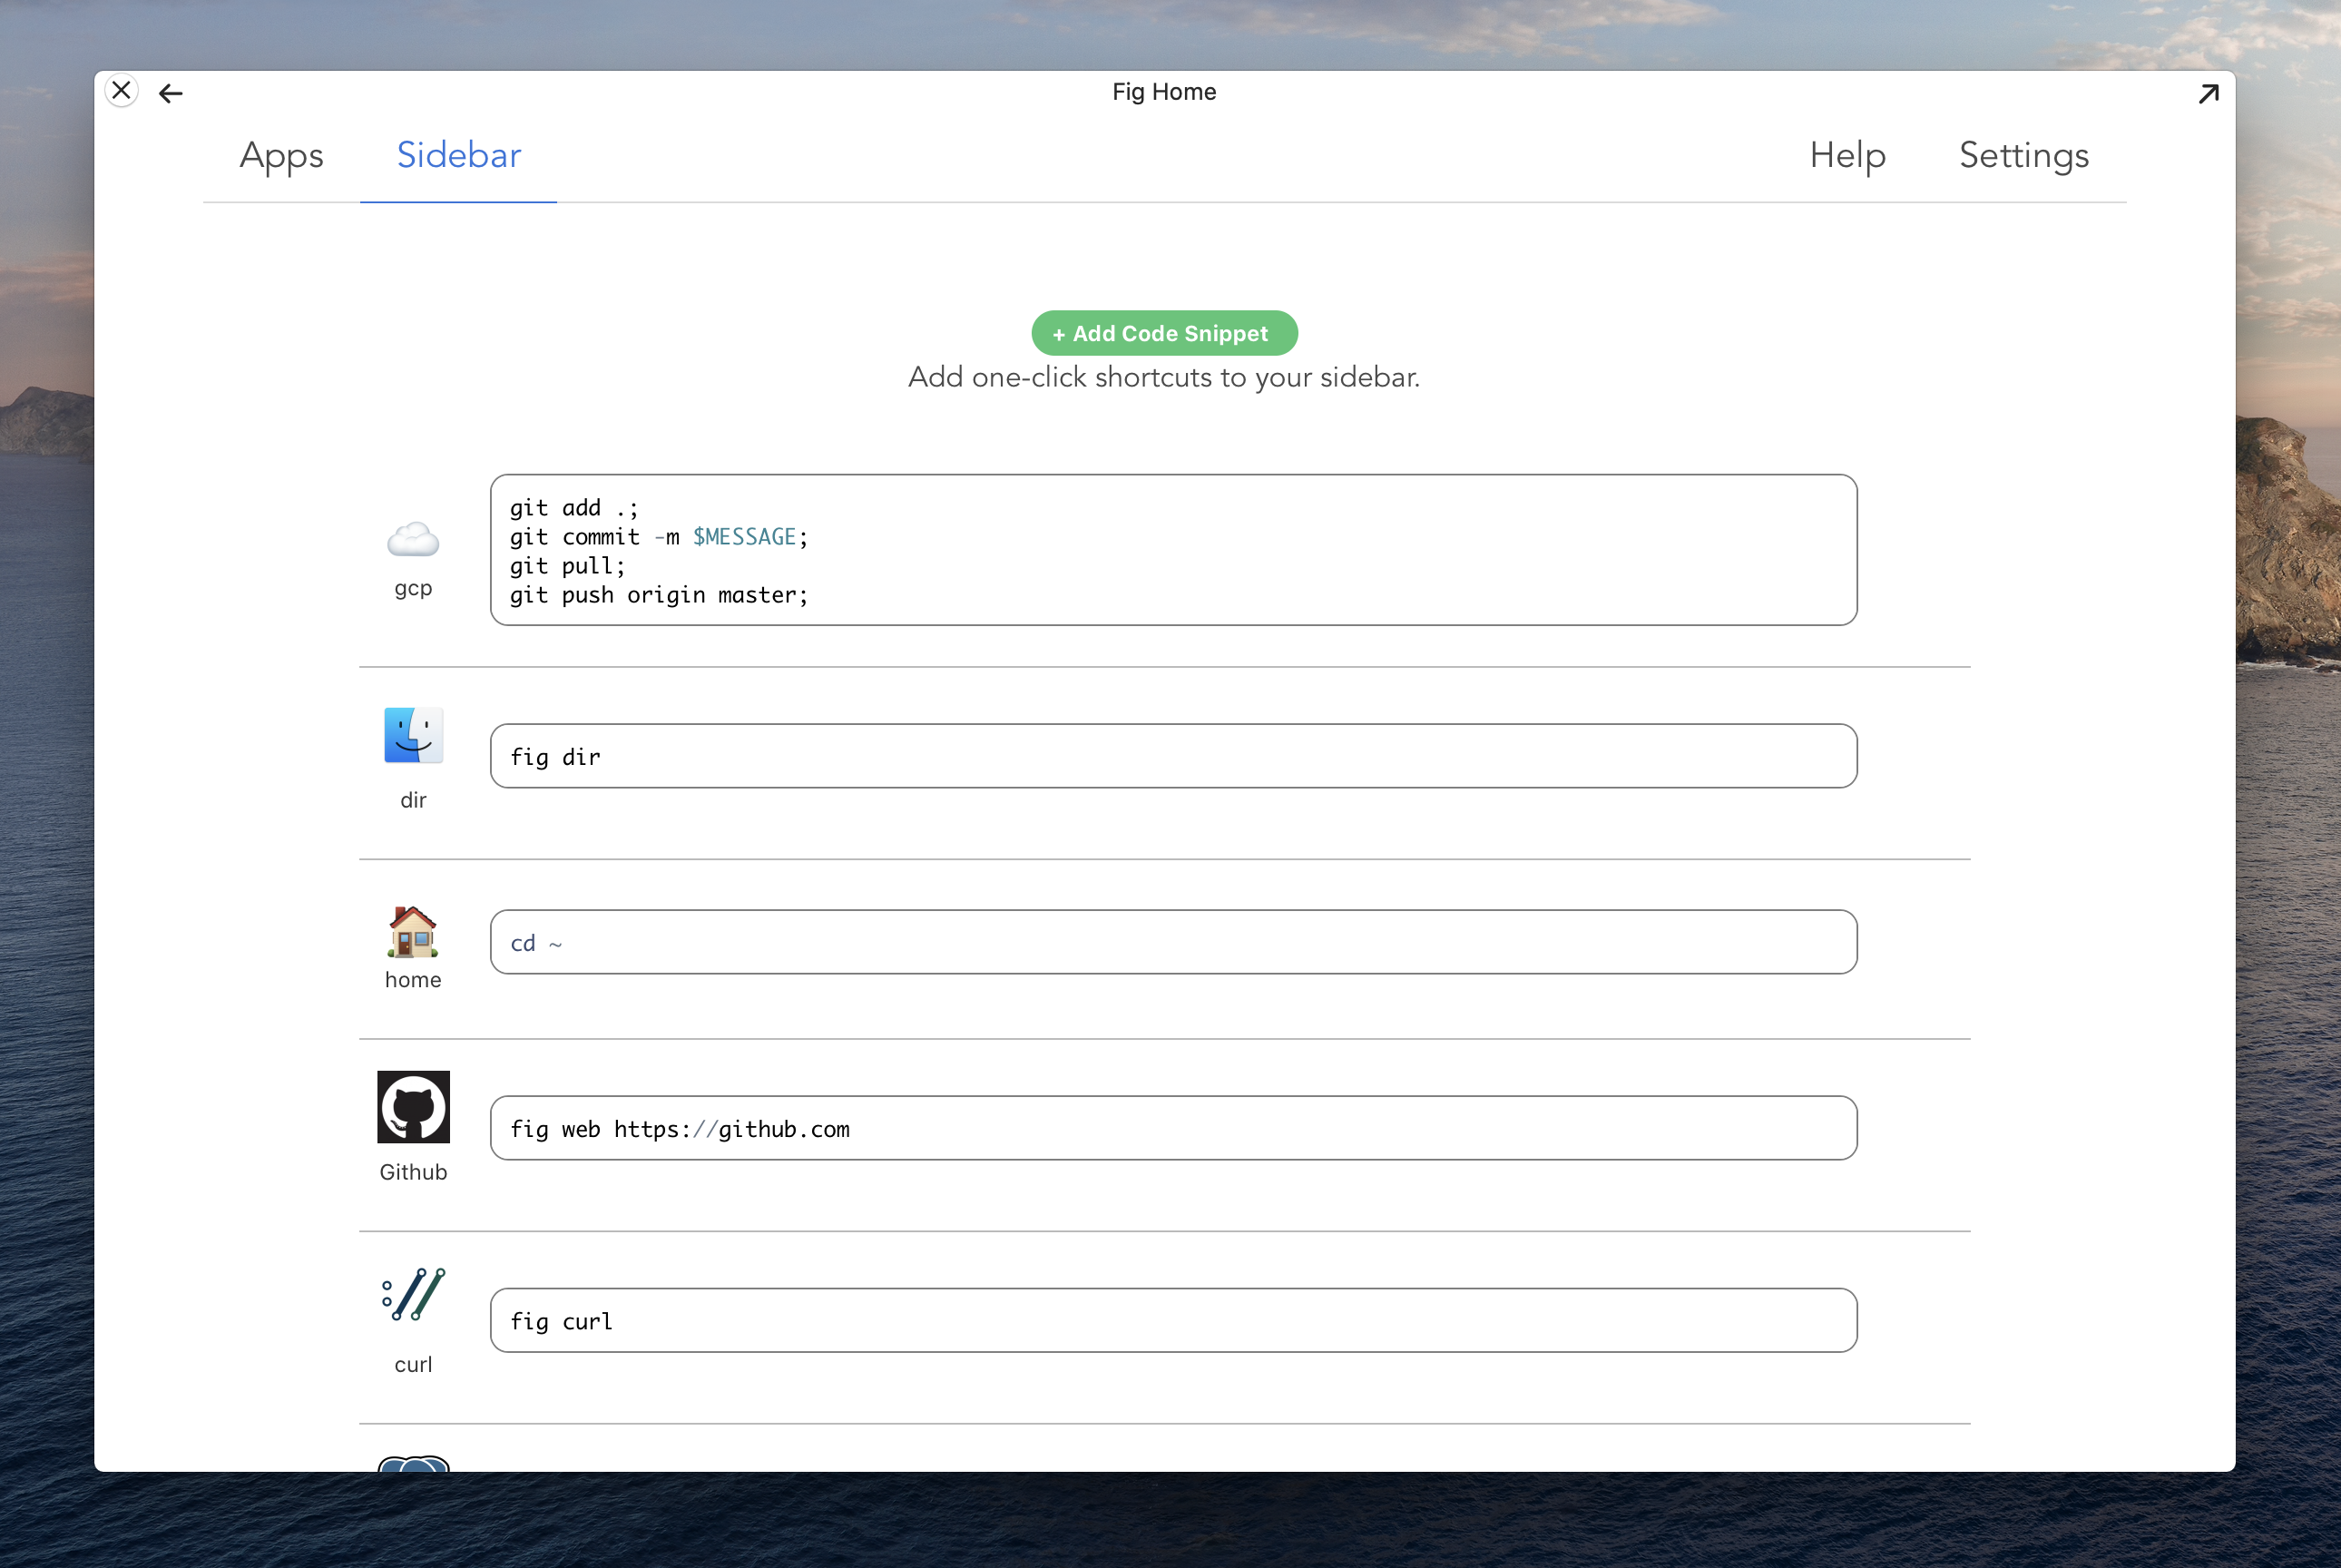 Fig Home
Apps
Sidebar
Help
Settings
+ Add Code Snippet
Add one-click shortcuts to your sidebar.
gcp
git add .;
git commit -m $MESSAGE;
git pull;
git push origin master;
dir
fig dir
home
cd ~
Github
fig web https://github.com
curl
fig curl